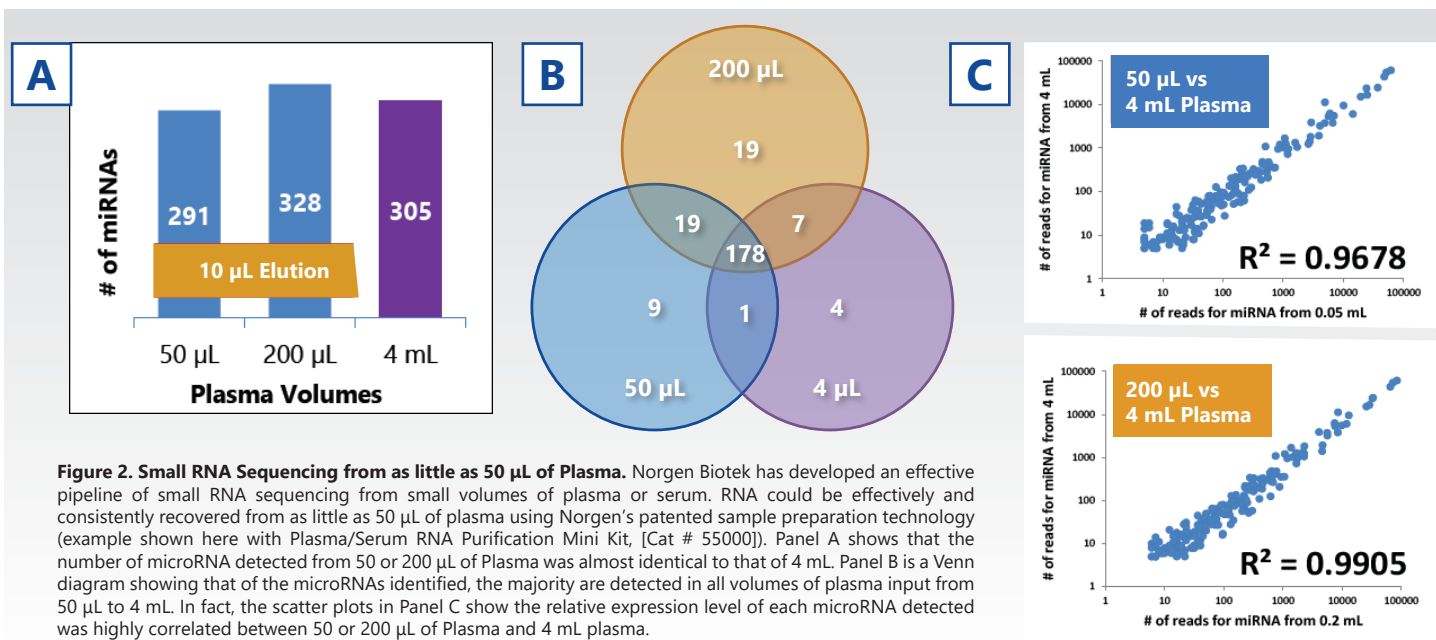 A
# of miRNAs
291
328
305
10 µL Elution
50 µL
200 µL
4 mL
Plasma Volumes
B
200 µL
19
19
7
178
9
1
4
50 µL
4 µL
C
50 µL vs
4 mL Plasma
# of reads for miRNA from 4 mL
100000
10000
1000
100
10
1
R² = 0.9678
1
10
100
1000
10000
100000
# of reads for miRNA from 0.05 mL
200 µL vs
4 mL Plasma
# of reads for miRNA from 4 mL
100000
10000
1000
100
10
1
R² = 0.9905
1
10
100
1000
10000
100000
# of reads for miRNA from 0.2 mL
Figure 2. Small RNA Sequencing from as little as 50 µL of Plasma. Norgen Biotek has developed an effective
pipeline of small RNA sequencing from small volumes of plasma or serum. RNA could be effectively and
consistently recovered from as little as 50 µL of plasma using Norgen's patented sample preparation technology
(example shown here with Plasma/Serum RNA Purification Mini Kit, [Cat # 55000]). Panel A shows that the
number of microRNA detected from 50 or 200 µL of Plasma was almost identical to that of 4 mL. Panel B is a Venn
diagram showing that of the microRNAs identified, the majority are detected in all volumes of plasma input from
50 µL to 4 mL. In fact, the scatter plots in Panel C show the relative expression level of each microRNA detected
was highly correlated between 50 or 200 µL of Plasma and 4 mL plasma.